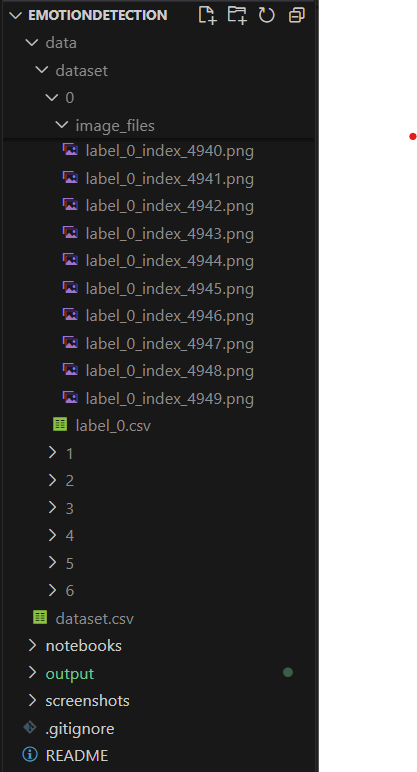 EMOTIONDETECTION
data
dataset
0
image_files
label_0_index_4940.png
label_0_index_4941.png
label_0_index_4942.png
label_0_index_4943.png
label_0_index_4944.png
label_0_index_4945.png
label_0_index_4946.png
label_0_index_4947.png
label_0_index_4948.png
label_0_index_4949.png
label_0.csv
1
2
3
4
5
6
dataset.csv
notebooks
output
screenshots
.gitignore
README